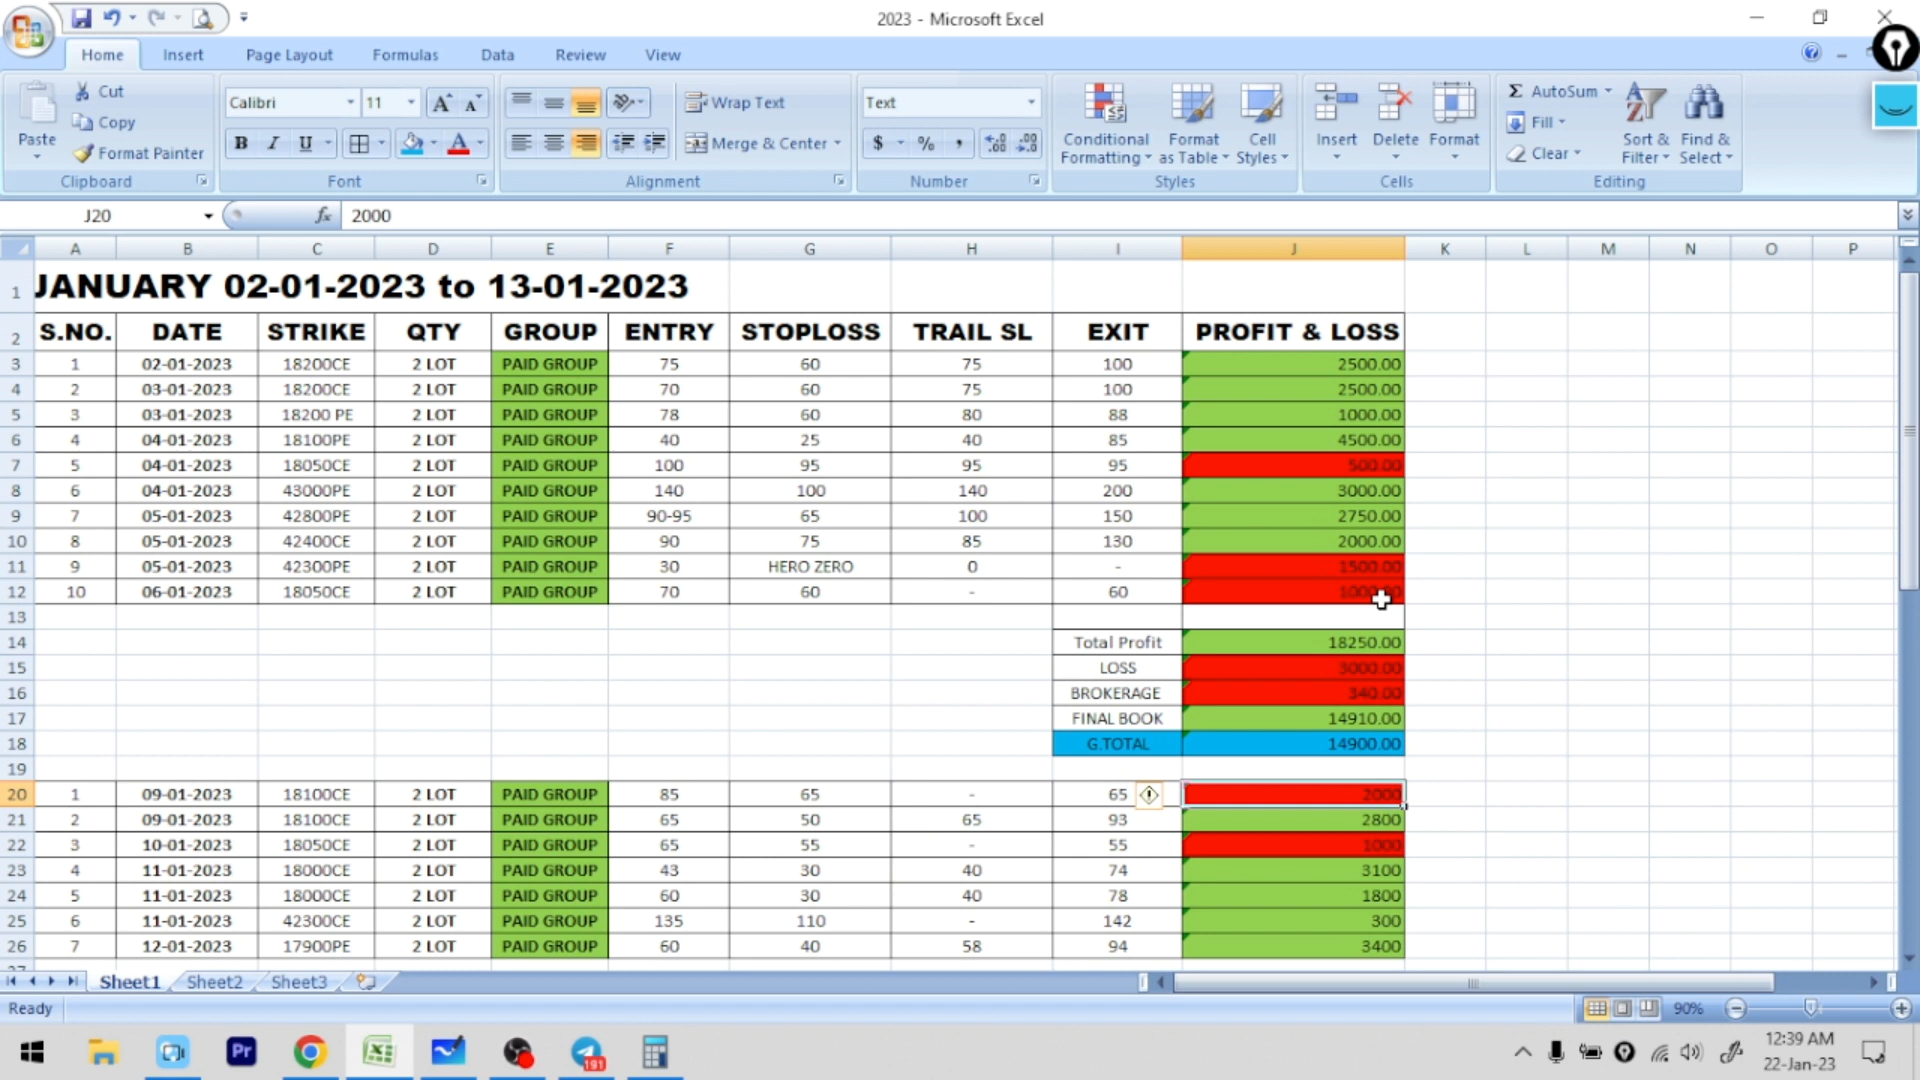 2023 - Microsoft Excel
Home Insert Page Layout Formulas Data Review View
Paste
Cut
Copy
Format Painter
Clipboard
Calibri 11
B I U
Font
Wrap Text
Merge & Center
Alignment
Text
$ % ,
Number
Conditional Formatting
Format as Table
Cell Styles
Styles
Insert Delete Format
Cells
AutoSum
Fill
Clear
Sort & Filter
Find & Select
Editing
J20 fx 2000
A B C D E F G H I J K L M N O P
1 JANUARY 02-01-2023 to 13-01-2023
2 S.NO. DATE STRIKE QTY GROUP ENTRY STOPLOSS TRAIL SL EXIT PROFIT & LOSS
3 1 02-01-2023 18200CE 2 LOT PAID GROUP 75 60 75 100 2500.00
4 2 03-01-2023 18200CE 2 LOT PAID GROUP 70 60 75 100 2500.00
5 3 03-01-2023 18200 PE 2 LOT PAID GROUP 78 60 80 88 1000.00
6 4 04-01-2023 18100PE 2 LOT PAID GROUP 40 25 40 85 4500.00
7 5 04-01-2023 18050CE 2 LOT PAID GROUP 100 95 95 95 500.00
8 6 04-01-2023 43000PE 2 LOT PAID GROUP 140 100 140 200 3000.00
9 7 05-01-2023 42800PE 2 LOT PAID GROUP 90-95 65 100 150 2750.00
10 8 05-01-2023 42400CE 2 LOT PAID GROUP 90 75 85 130 2000.00
11 9 05-01-2023 42300PE 2 LOT PAID GROUP 30 HERO ZERO 0 - 1500.00
12 10 06-01-2023 18050CE 2 LOT PAID GROUP 70 60 - 60
13
14 Total Profit 18250.00
15 LOSS 3000.00
16 BROKERAGE 340.00
17 FINAL BOOK 14910.00
18 G.TOTAL 14900.00
19
20 1 09-01-2023 18100CE 2 LOT PAID GROUP 85 65 - 65 2000
21 2 09-01-2023 18100CE 2 LOT PAID GROUP 65 50 65 93 2800
22 3 10-01-2023 18050CE 2 LOT PAID GROUP 65 55 - 55 1000
23 4 11-01-2023 18000CE 2 LOT PAID GROUP 43 30 40 74 3100
24 5 11-01-2023 18000CE 2 LOT PAID GROUP 60 30 40 78 1800
25 6 11-01-2023 42300CE 2 LOT PAID GROUP 135 110 - 142 300
26 7 12-01-2023 17900PE 2 LOT PAID GROUP 60 40 58 94 3400
Sheet1 Sheet2 Sheet3
Ready 90%
Pr 191
12:39 AM
22-Jan-23